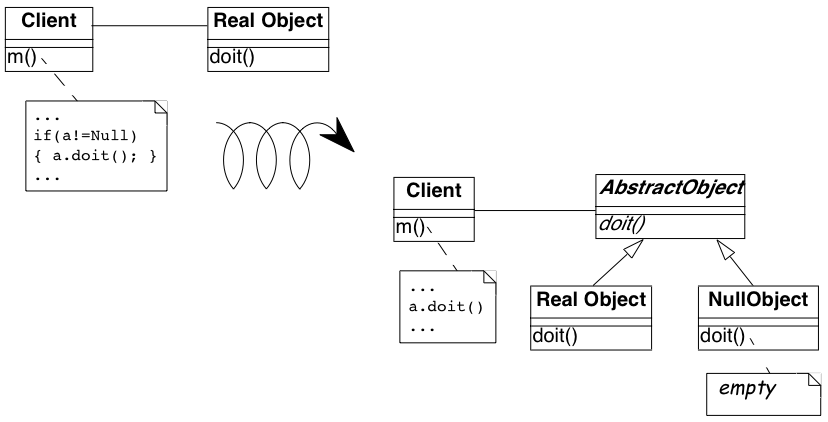 Client
Real Object
m()
doit()
...
if(a!=Null)
{ a.doit(); }
...
Client
AbstractObject
m()
doit()
...
a.doit()
...
Real Object
NullObject
doit()
doit()
empty